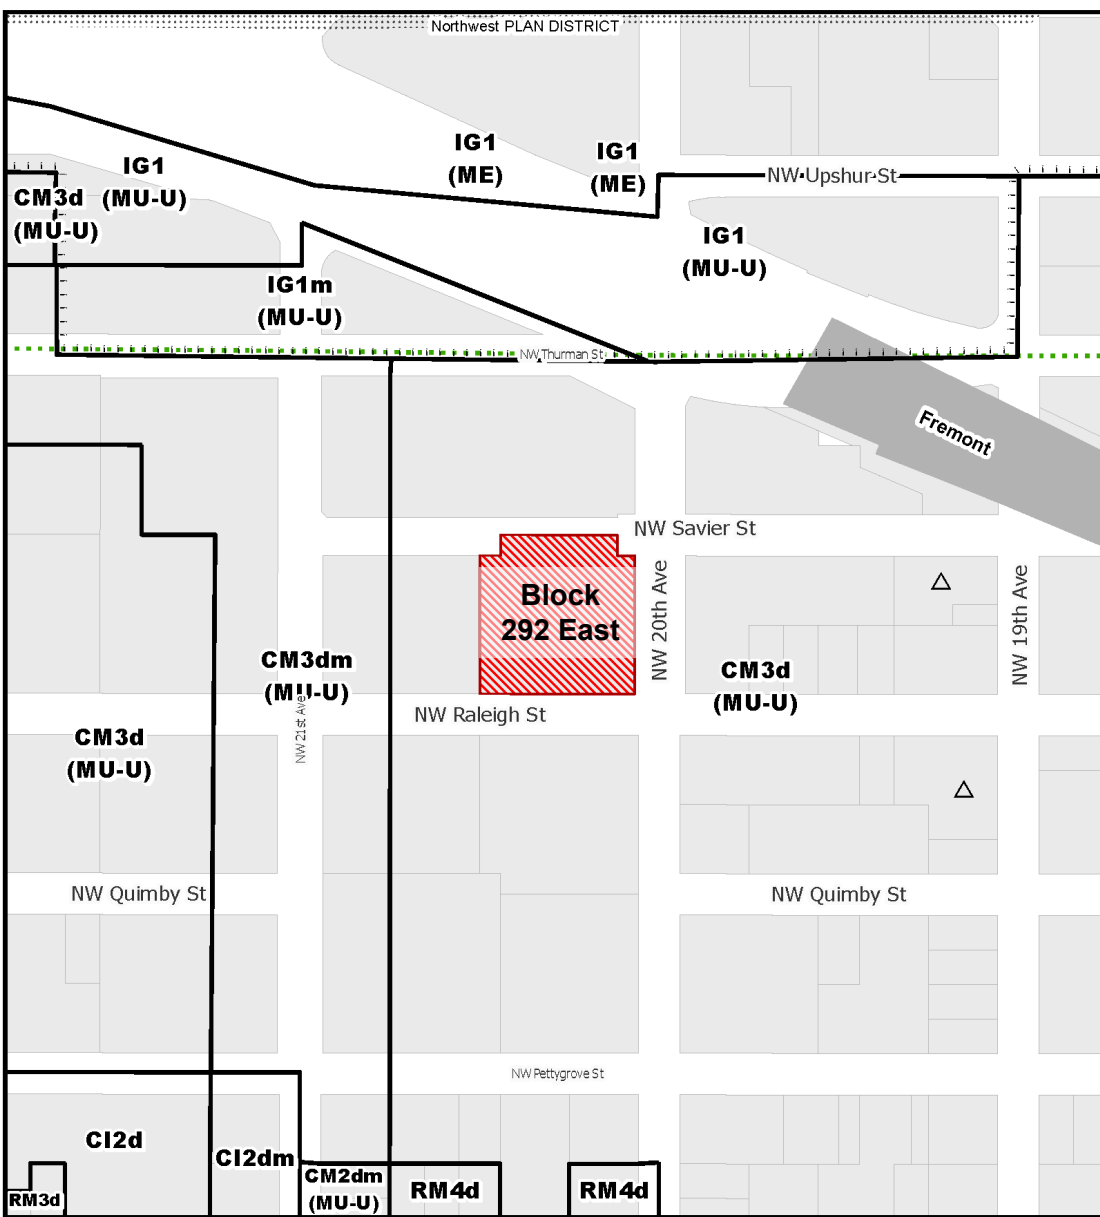 Northwest PLAN DISTRICT
IG1
(ME)
IG1
(ME)
IG1
(MU-U)
NW Upshur St
CM3d
(MU-U)
IG1
(MU-U)
IG1m
(MU-U)
NW Thurman St
Fremont
NW Savier St
Block
292 East
NW 20th Ave
NW 19th Ave
CM3dm
(MU-U)
CM3d
(MU-U)
NW 21st Ave
NW Raleigh St
CM3d
(MU-U)
NW Quimby St
NW Quimby St
NW Pettygrove St
CI2d
CI2dm
CM2dm
(MU-U)
RM4d
RM4d
RM3d